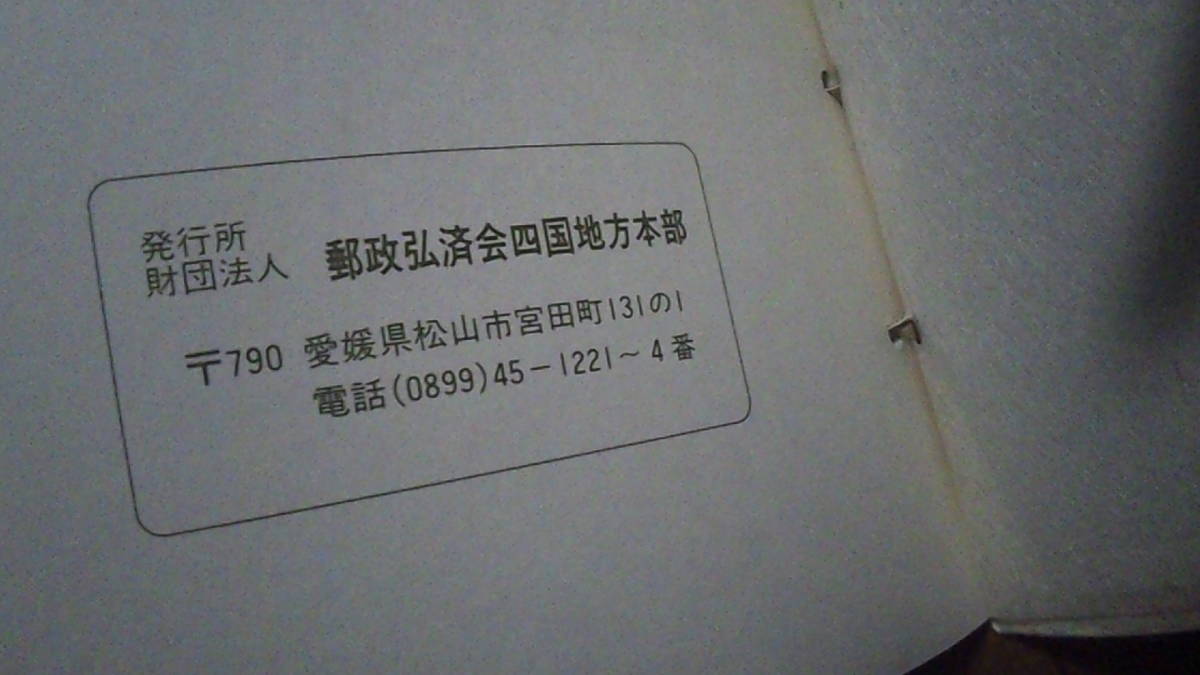 発行所
財団法人 郵政弘済会四国地方本部
〒790 愛媛県松山市宮田町131の1
電話(0899)45-1221~4番